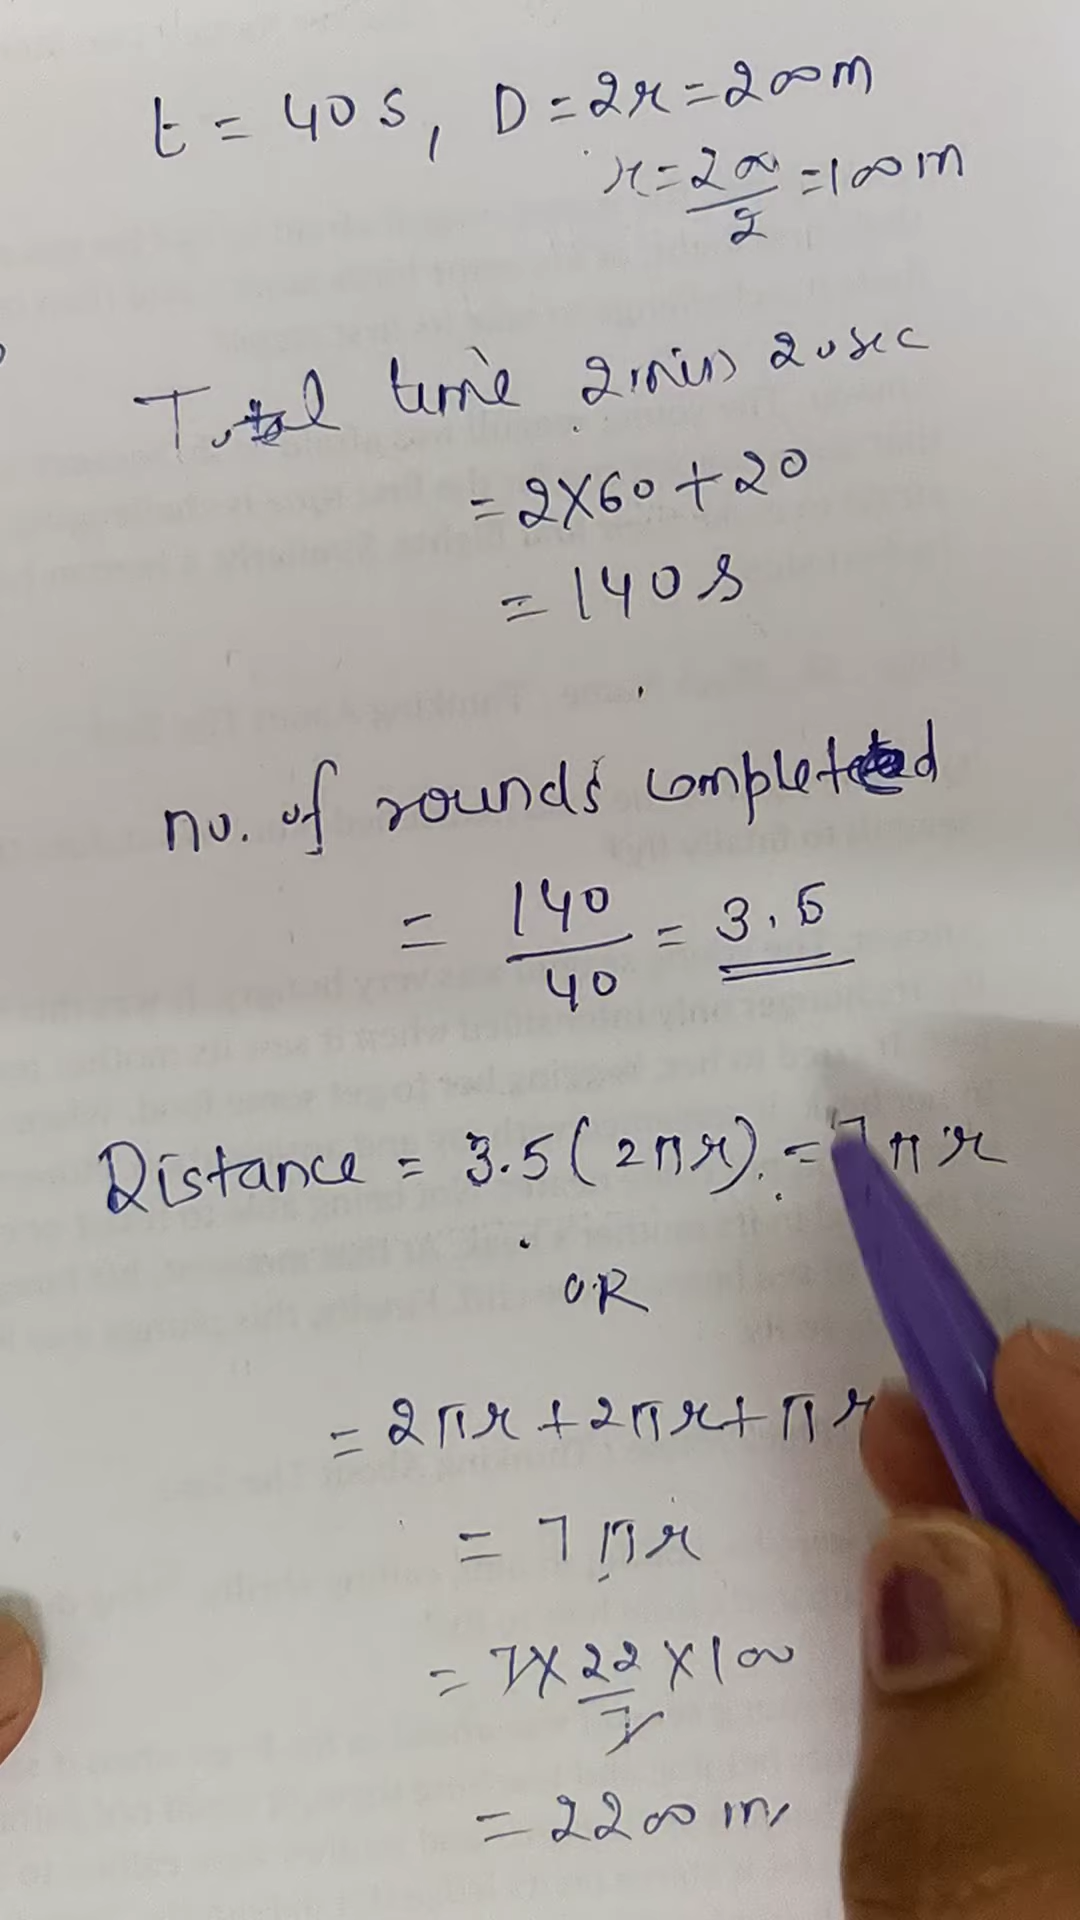 t = 40 s, D = 2r = 200 m
r = 200/2 = 100 m
Total time 2 min 20 sec
= 2×60 + 20
= 140 s
no. of rounds completed
= 140/40 = 3.5
Distance = 3.5 (2πr) = 7πr
OR
= 2πr + 2πr + πr
= 7πr
= 7 × 22/7 × 100
= 2200 m